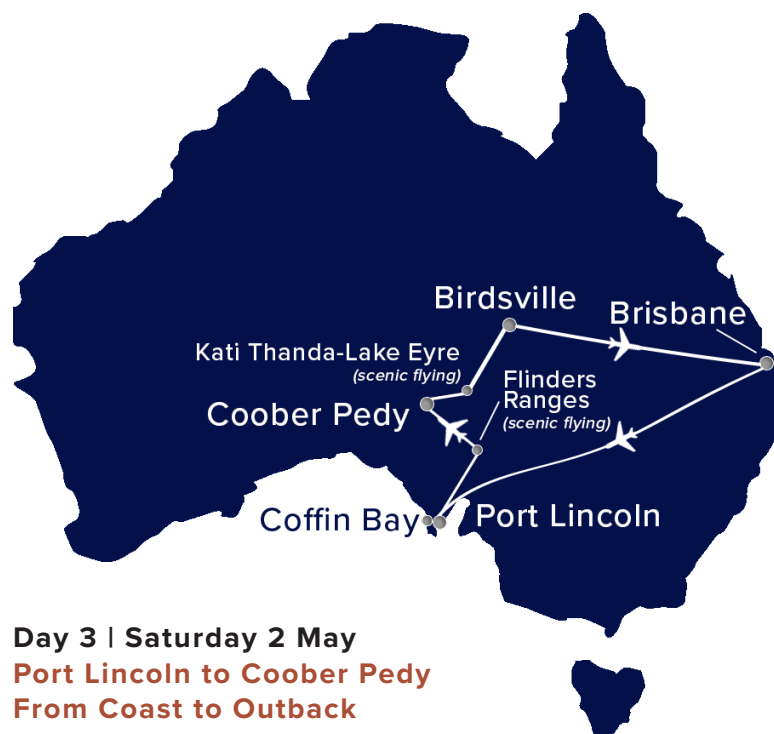 Birdsville
Brisbane
Kati Thanda-Lake Eyre
(scenic flying)
Flinders
Ranges
(scenic flying)
Coober Pedy
Coffin Bay
Port Lincoln
Day 3 | Saturday 2 May
Port Lincoln to Coober Pedy
From Coast to Outback